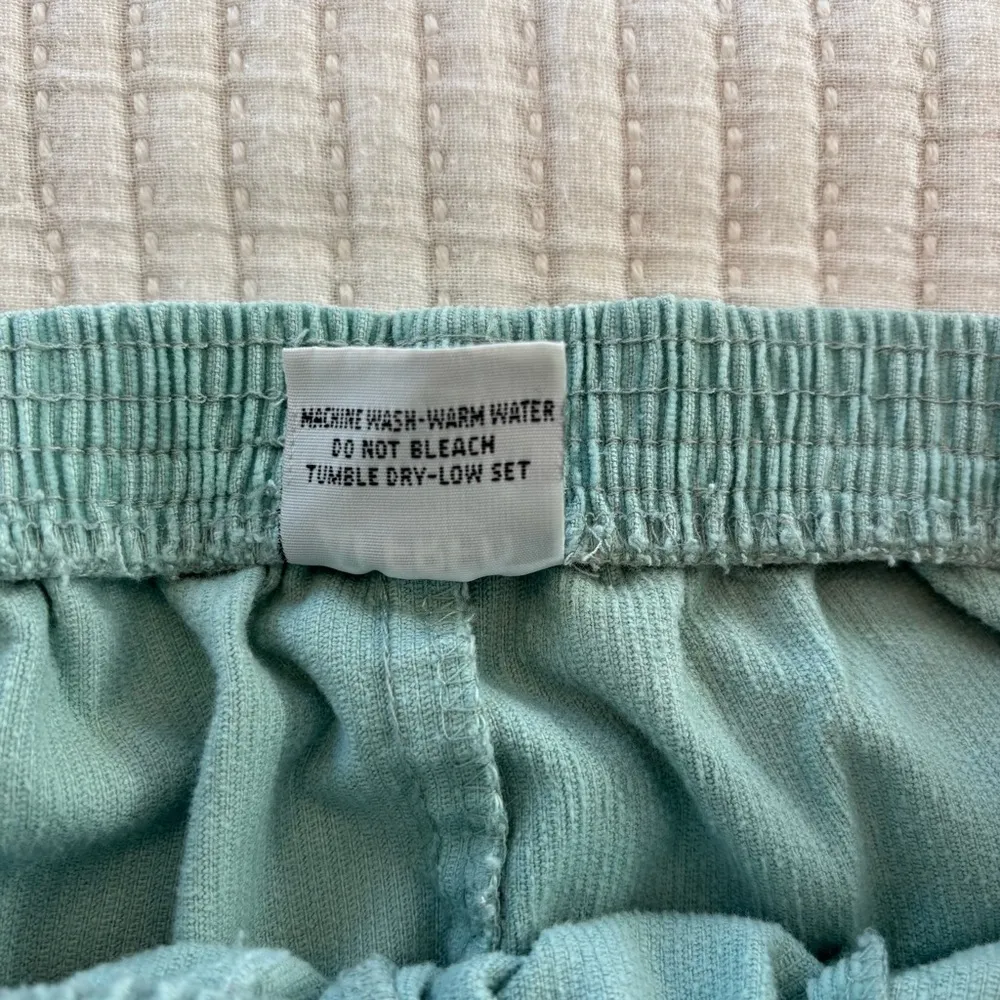 MACHINE WASH-WARM WATER
DO NOT BLEACH
TUMBLE DRY-LOW SET